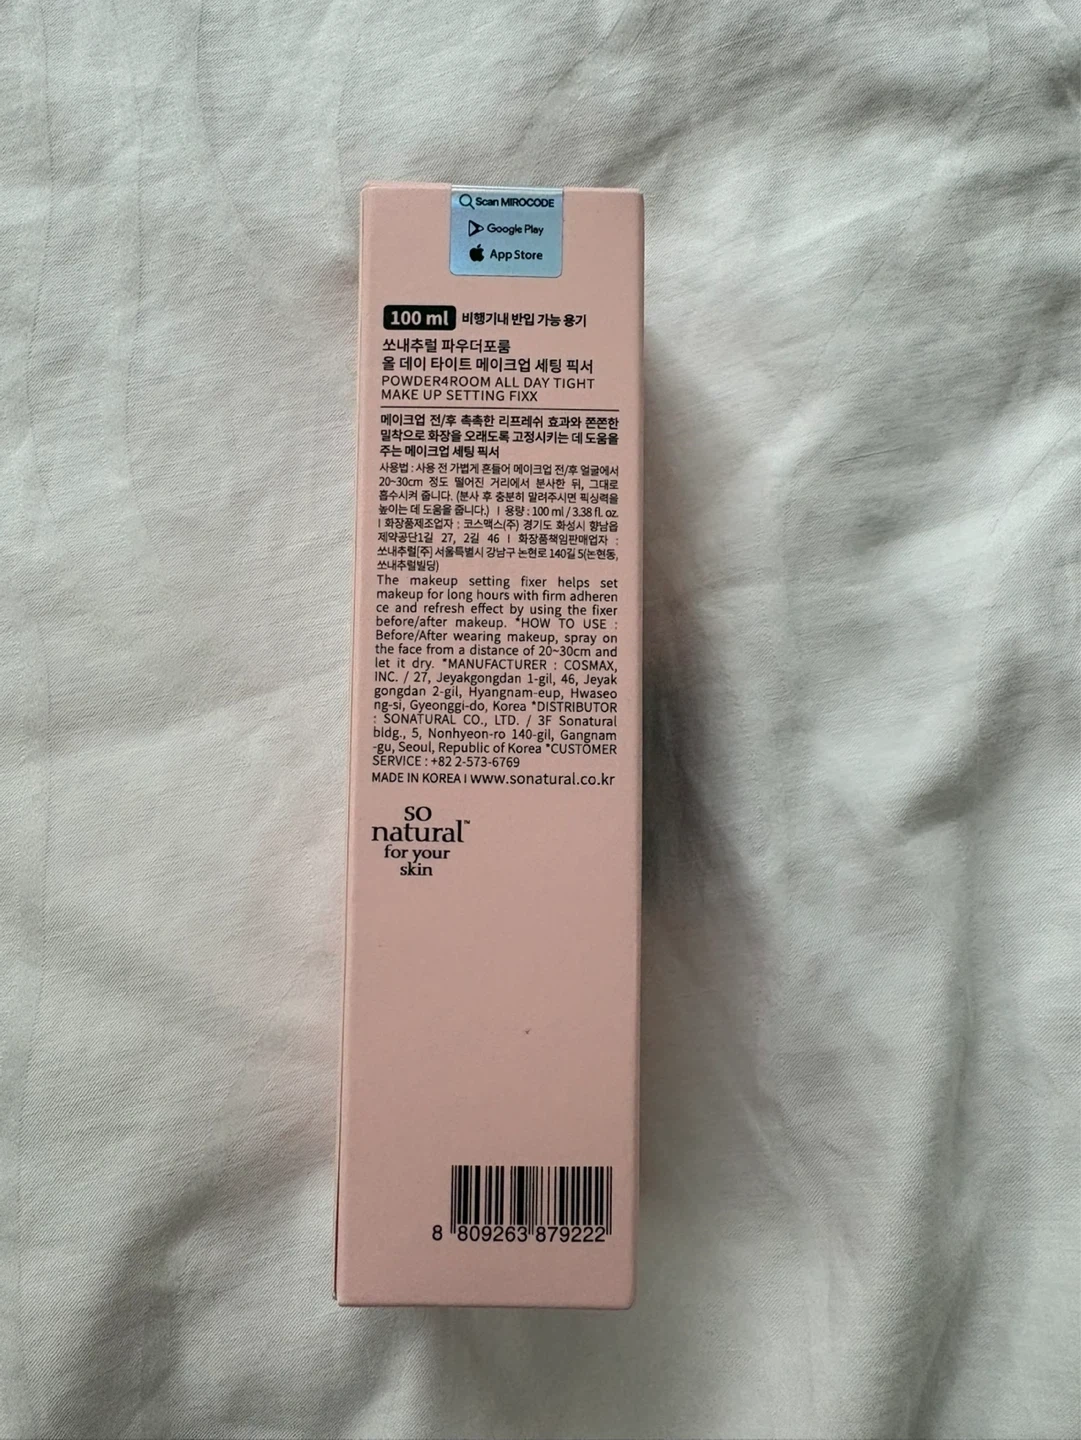 Scan MIROCODE
Google Play
App Store
100 ml 비행기내 반입 가능 용기
쏘내추럴 파우더포룸
올 데이 타이트 메이크업 세팅 픽서
POWDER4ROOM ALL DAY TIGHT
MAKE UP SETTING FIXX
메이크업 전/후 촉촉한 리프레쉬 효과와 쫀쫀한
밀착으로 화장을 오래도록 고정시키는 데 도움을
주는 메이크업 세팅 픽서
사용법 : 사용 전 가볍게 흔들어 메이크업 전/후 얼굴에서
20~30cm 정도 떨어진 거리에서 분사한 뒤, 그대로
흡수시켜 줍니다. (분사 후 충분히 말려주시면 픽싱력을
높이는 데 도움을 줍니다.) I 용량 : 100 ml / 3.38 fl. oz.
I 화장품제조업자 : 코스맥스(주) 경기도 화성시 향남읍
제약공단1길 27, 2길 46 I 화장품책임판매업자 :
쏘내추럴[주] 서울특별시 강남구 논현로 140길 5(논현동,
쏘내추럴빌딩)
The makeup setting fixer helps set
makeup for long hours with firm adheren
ce and refresh effect by using the fixer
before/after makeup. *HOW TO USE :
Before/After wearing makeup, spray on
the face from a distance of 20~30cm and
let it dry. *MANUFACTURER : COSMAX,
INC. / 27, Jeyakgongdan 1-gil, 46, Jeyak
gongdan 2-gil, Hyangnam-eup, Hwaseo
ng-si, Gyeonggi-do, Korea *DISTRIBUTOR
: SONATURAL CO., LTD. / 3F Sonatural
bldg., 5, Nonhyeon-ro 140-gil, Gangnam
-gu, Seoul, Republic of Korea *CUSTOMER
SERVICE : +82 2-573-6769
MADE IN KOREA I www.sonatural.co.kr
so
natural™
for your
skin
8 809263 879222